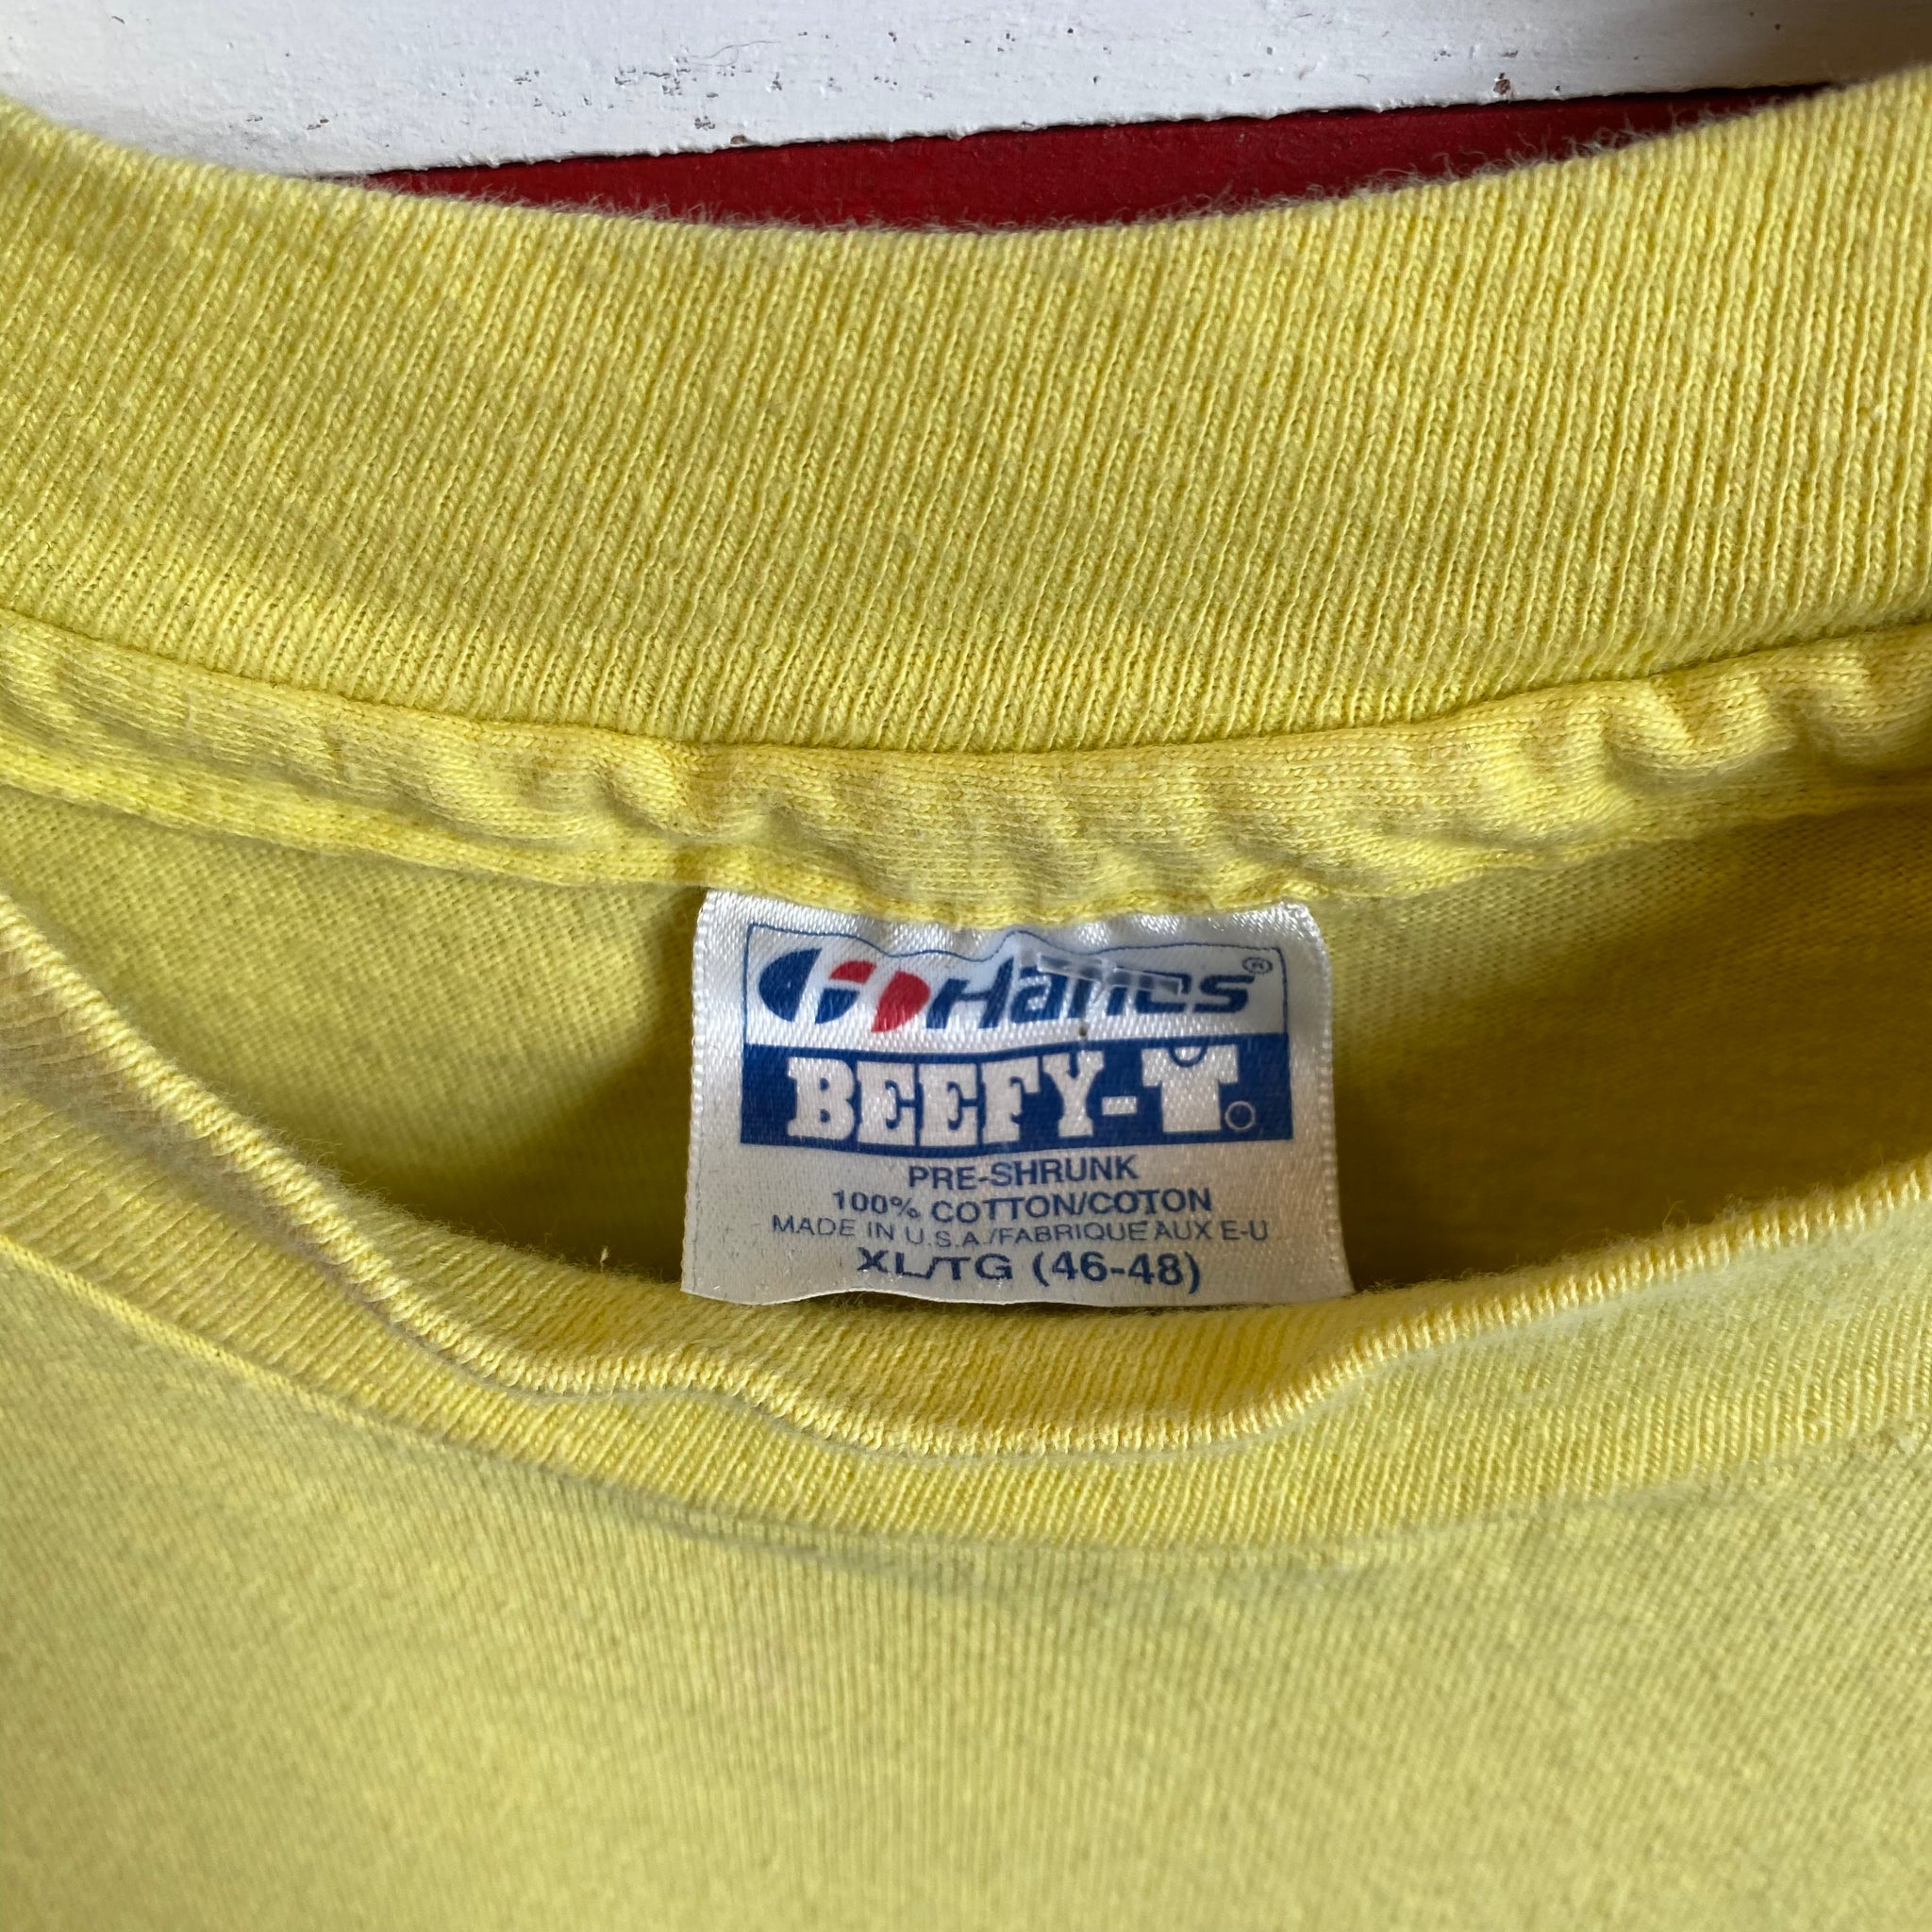 Hanes®
BEEFY-T®
PRE-SHRUNK
100% COTTON/COTON
MADE IN U.S.A./FABRIQUE AUX E-U
XL/TG (46-48)